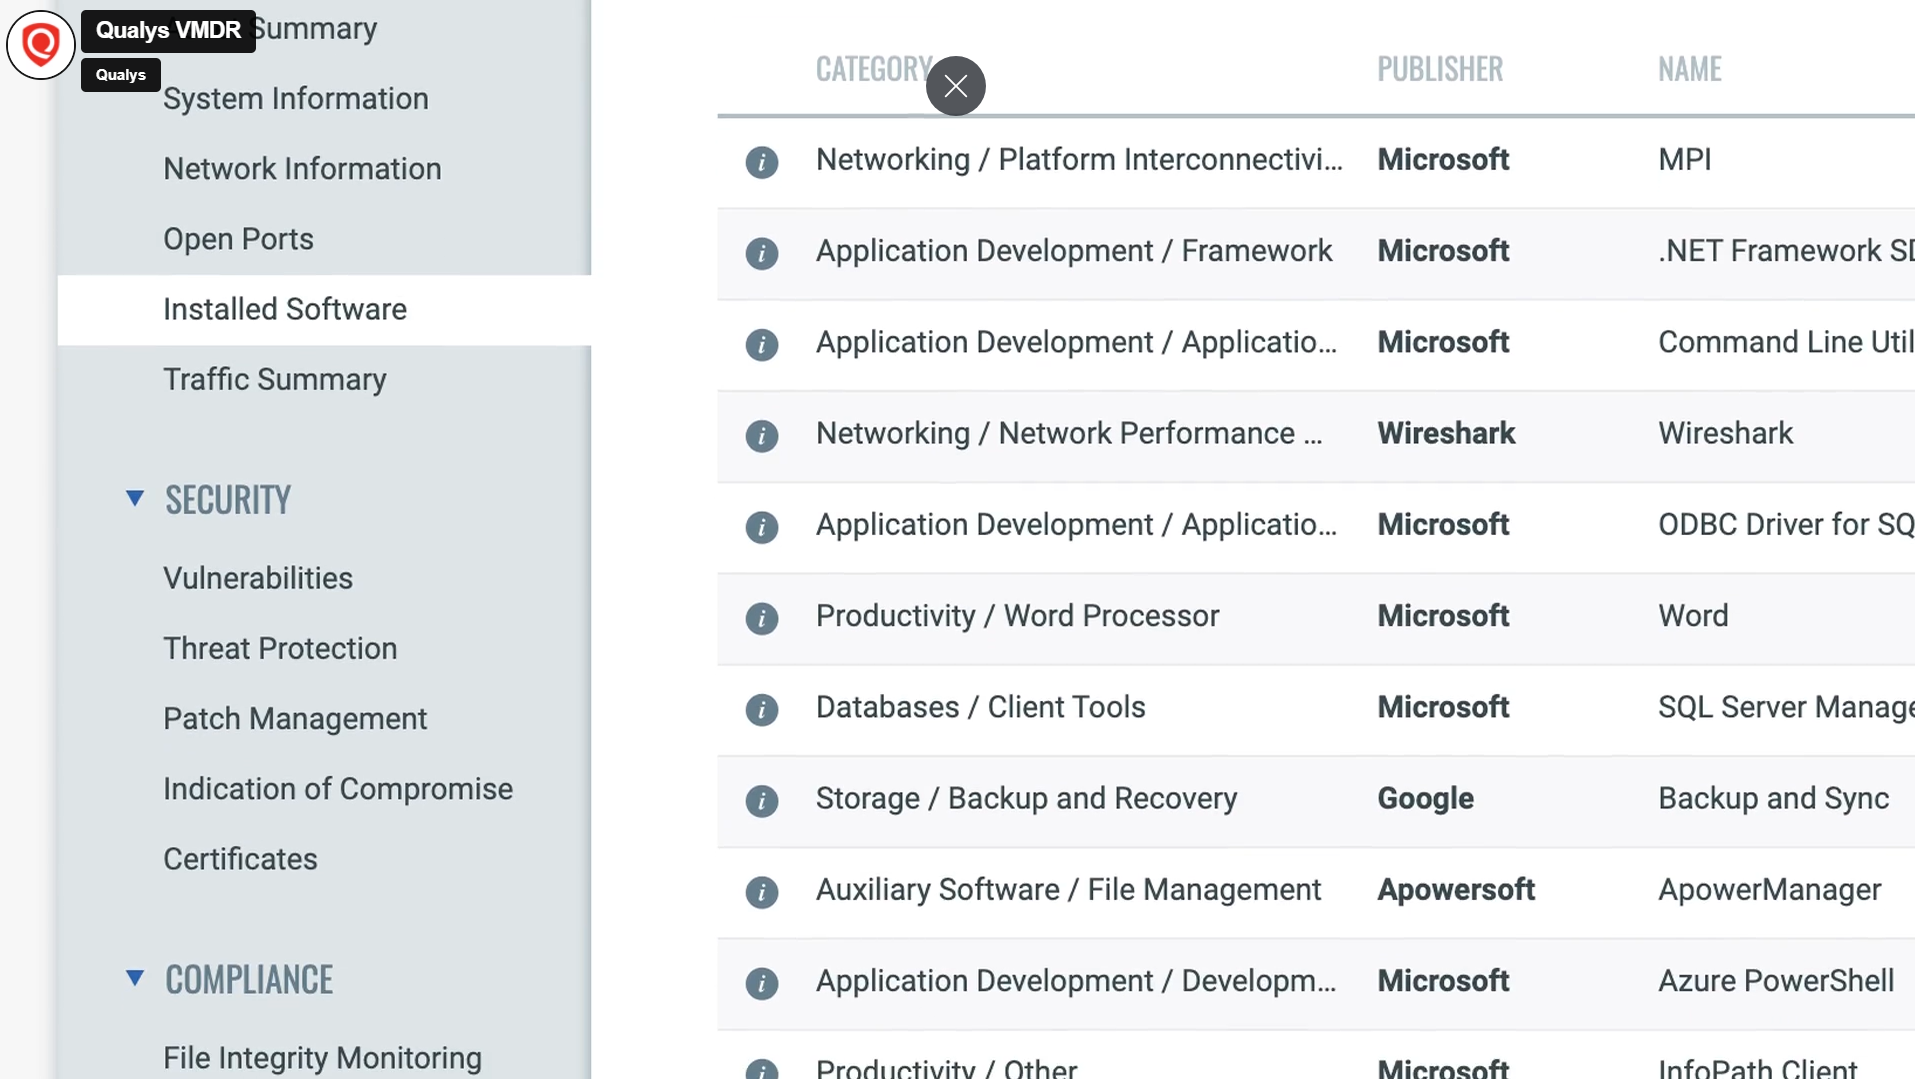 Qualys VMDR
Qualys
Summary
System Information
Network Information
Open Ports
Installed Software
Traffic Summary
SECURITY
Vulnerabilities
Threat Protection
Patch Management
Indication of Compromise
Certificates
COMPLIANCE
File Integrity Monitoring
CATEGORY PUBLISHER NAME
Networking / Platform Interconnectivi... Microsoft MPI
Application Development / Framework Microsoft .NET Framework SD
Application Development / Applicatio... Microsoft Command Line Util
Networking / Network Performance ... Wireshark Wireshark
Application Development / Applicatio... Microsoft ODBC Driver for SQ
Productivity / Word Processor Microsoft Word
Databases / Client Tools Microsoft SQL Server Manage
Storage / Backup and Recovery Google Backup and Sync
Auxiliary Software / File Management Apowersoft ApowerManager
Application Development / Developm... Microsoft Azure PowerShell
Productivity / Other Microsoft InfoPath Client